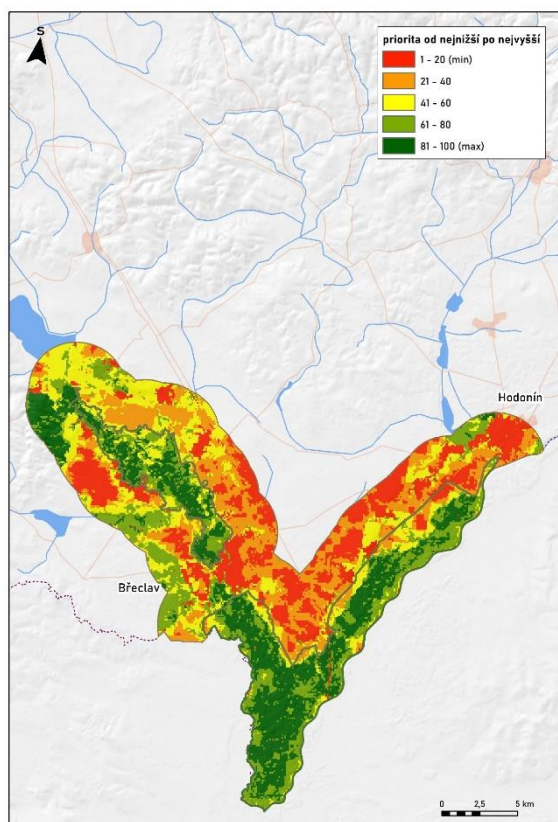 S
priorita od nejnižší po nejvyšší
1 - 20 (min)
21 - 40
41 - 60
61 - 80
81 - 100 (max)
Hodonín
Břeclav
0 2,5 5 km